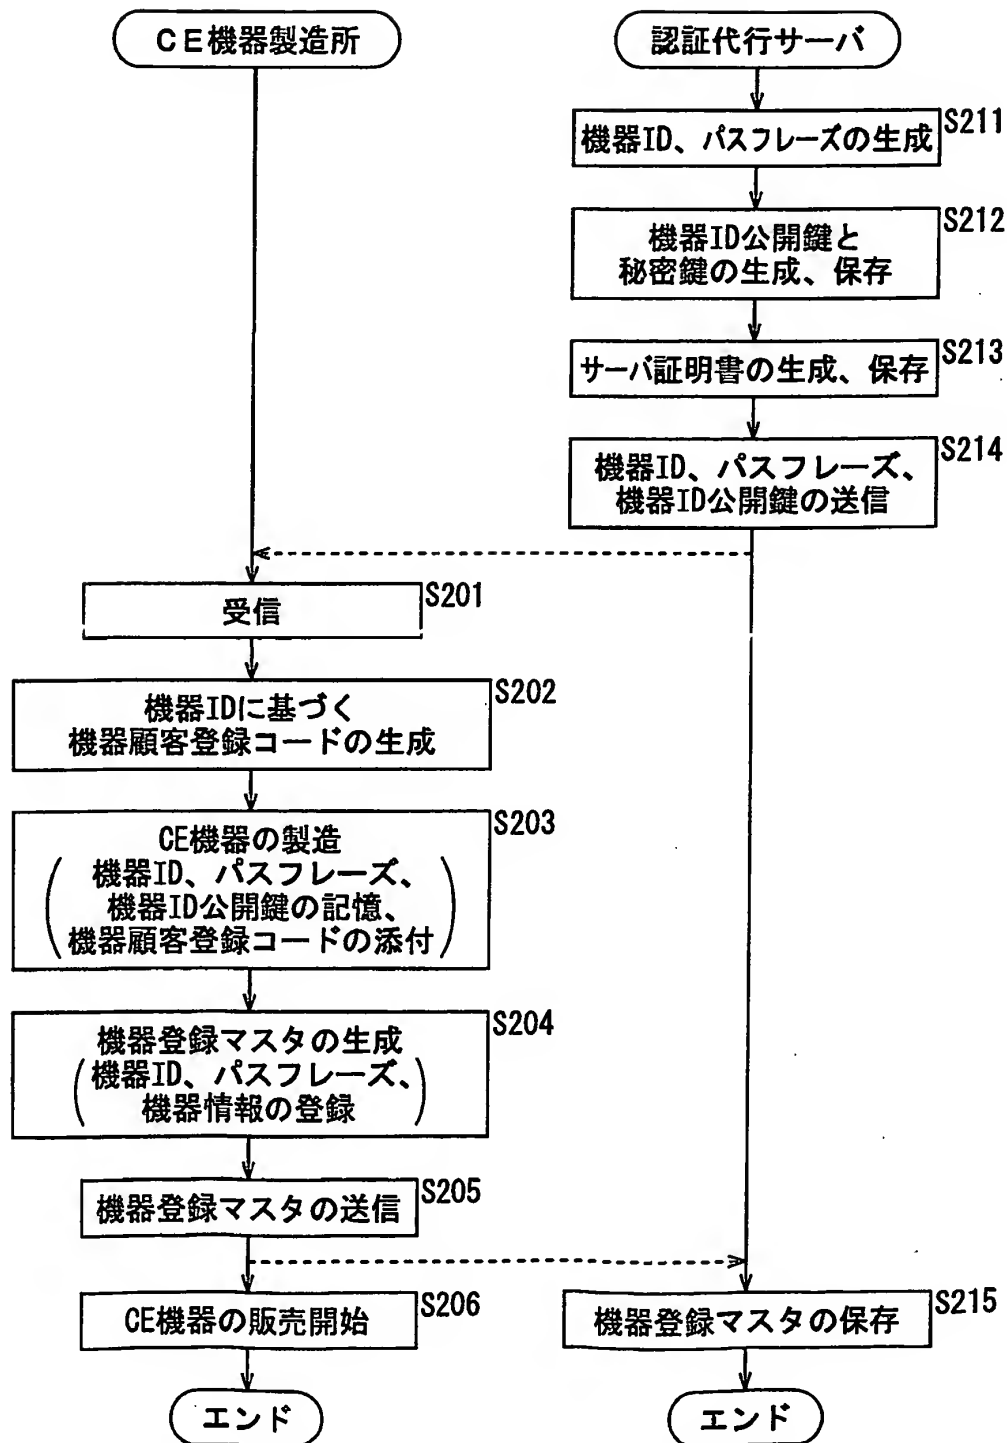 CE機器製造所
認証代行サーバ
機器ID、パスフレーズの生成
S211
機器ID公開鍵と
秘密鍵の生成、保存
S212
サーバ証明書の生成、保存
S213
機器ID、パスフレーズ、
機器ID公開鍵の送信
S214
受信
S201
機器IDに基づく
機器顧客登録コードの生成
S202
CE機器の製造
機器ID、パスフレーズ、
機器ID公開鍵の記憶、
機器顧客登録コードの添付
S203
機器登録マスタの生成
機器ID、パスフレーズ、
機器情報の登録
S204
機器登録マスタの送信
S205
CE機器の販売開始
S206
機器登録マスタの保存
S215
エンド
エンド